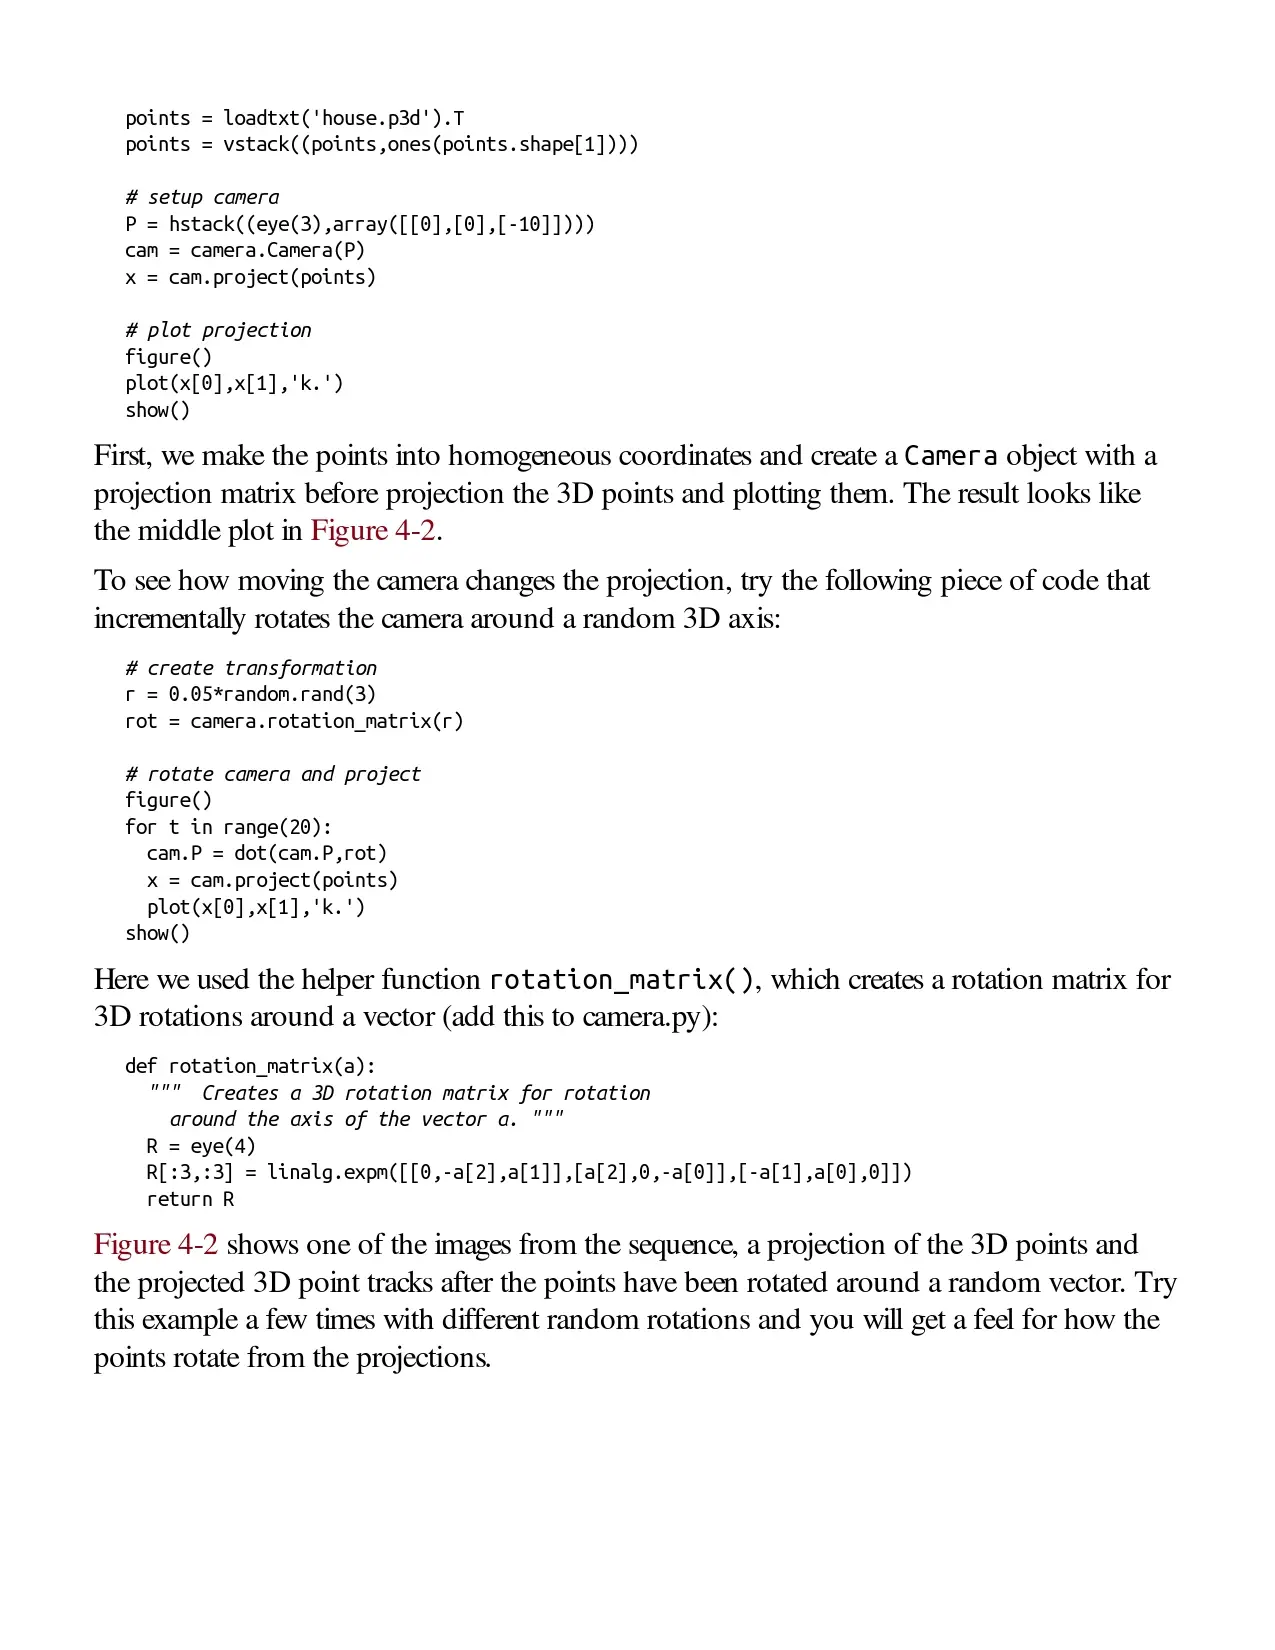 points = loadtxt('house.p3d').T
points = vstack((points,ones(points.shape[1])))
# setup camera
P = hstack((eye(3),array([[0],[0],[-10]])))
cam = camera.Camera(P)
x = cam.project(points)
# plot projection
figure()
plot(x[0],x[1],'k.')
show()
First, we make the points into homogeneous coordinates and create a Camera object with a
projection matrix before projection the 3D points and plotting them. The result looks like
the middle plot in Figure 4-2.
To see how moving the camera changes the projection, try the following piece of code that
incrementally rotates the camera around a random 3D axis:
# create transformation
r = 0.05*random.rand(3)
rot = camera.rotation_matrix(r)
# rotate camera and project
figure()
for t in range(20):
  cam.P = dot(cam.P,rot)
  x = cam.project(points)
  plot(x[0],x[1],'k.')
show()
Here we used the helper function rotation_matrix(), which creates a rotation matrix for
3D rotations around a vector (add this to camera.py):
def rotation_matrix(a):
  """  Creates a 3D rotation matrix for rotation
    around the axis of the vector a. """
  R = eye(4)
  R[:3,:3] = linalg.expm([[0,-a[2],a[1]],[a[2],0,-a[0]],[-a[1],a[0],0]])
  return R
Figure 4-2 shows one of the images from the sequence, a projection of the 3D points and
the projected 3D point tracks after the points have been rotated around a random vector. Try
this example a few times with different random rotations and you will get a feel for how the
points rotate from the projections.